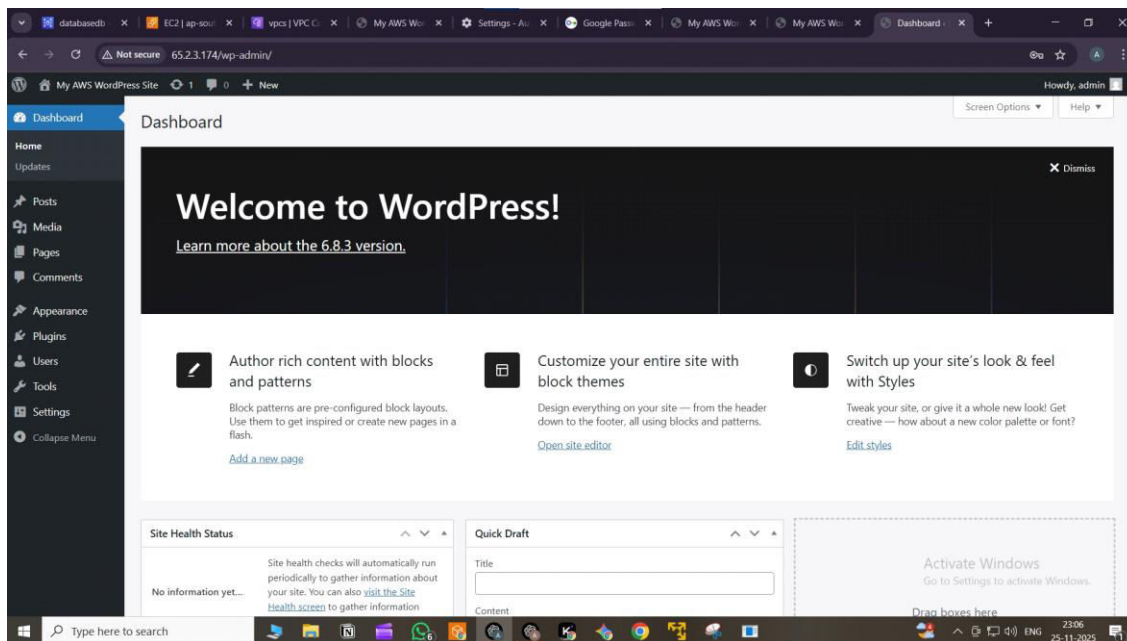 databasedb
EC2 | ap-sout
vpcs | VPC C
My AWS Wo
Settings - Au
Google Passw
My AWS Wo
My AWS Wo
Dashboard
Not secure 65.2.3.174/wp-admin/
A
My AWS WordPress Site 1 0 + New
Howdy, admin
Dashboard
Home
Updates
Posts
Media
Pages
Comments
Appearance
Plugins
Users
Tools
Settings
Collapse Menu
Dashboard
Screen Options
Help
Dismiss
Welcome to WordPress!
Learn more about the 6.8.3 version.
Author rich content with blocks
and patterns
Block patterns are pre-configured block layouts.
Use them to get inspired or create new pages in a
flash.
Add a new page
Customize your entire site with
block themes
Design everything on your site — from the header
down to the footer, all using blocks and patterns.
Open site editor
Switch up your site's look & feel
with Styles
Tweak your site, or give it a whole new look! Get
creative — how about a new color palette or font?
Edit styles
Site Health Status
No information yet...
Site health checks will automatically run
periodically to gather information about
your site. You can also visit the Site
Health screen to gather information
Quick Draft
Title
Content
Activate Windows
Go to Settings to activate Windows.
Drag boxes here
Type here to search
6
ENG
23:06
25-11-2025